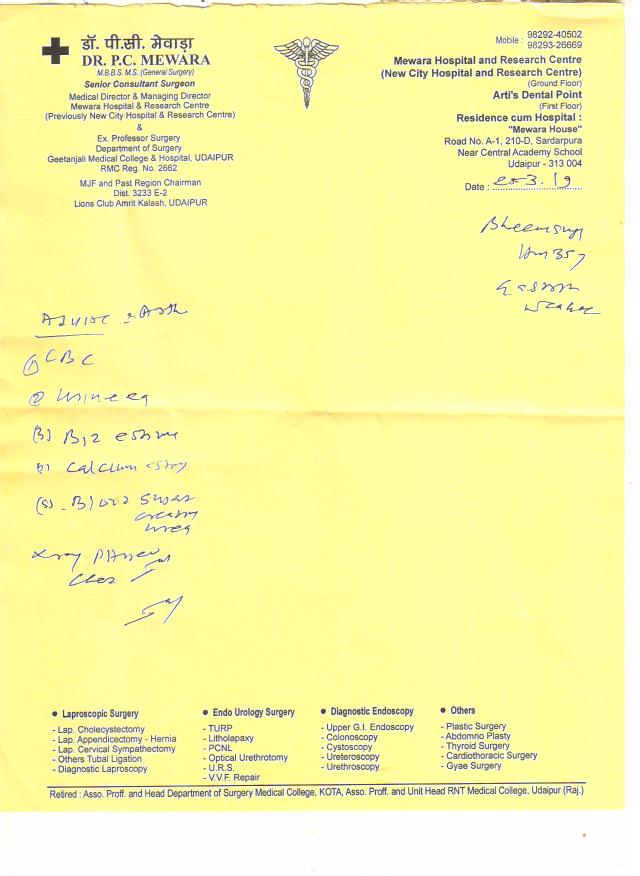 डॉ. पी.सी. मेवाड़ा
DR. P.C. MEWARA
M.B.B.S. M.S. (General Surgery)
Senior Consultant Surgeon
Medical Director & Managing Director
Mewara Hospital & Research Centre
(Previously New City Hospital & Research Centre)
&
Ex. Professor Surgery
Department of Surgery
Geetanjali Medical College & Hospital, UDAIPUR
RMC Reg. No. 2662
MJF and Past Region Chairman
Dist. 3233 E-2
Lions Club Amrit Kalash, UDAIPUR
Mobile : 98292-40502
98293-26669
Mewara Hospital and Research Centre
(New City Hospital and Research Centre)
(Ground Floor)
Arti's Dental Point
(First Floor)
Residence cum Hospital :
"Mewara House"
Road No. A-1, 210-D, Sardarpura
Near Central Academy School
Udaipur - 313 004
Date :
① CBC
②
(3) B12
Calcium
(5) Blood Sugar
urea
Xray
• Laproscopic Surgery
- Lap. Cholecystectomy
- Lap. Appendicectomy - Hernia
- Lap. Cervical Sympathectomy
- Others Tubal Ligation
- Diagnostic Laproscopy
• Endo Urology Surgery
- TURP
- Litholapaxy
- PCNL
- Optical Urethrotomy
- U.R.S.
- V.V.F. Repair
• Diagnostic Endoscopy
- Upper G.I. Endoscopy
- Colonoscopy
- Cystoscopy
- Ureteroscopy
- Urethroscopy
• Others
- Plastic Surgery
- Abdomno Plasty
- Thyroid Surgery
- Cardiothoracic Surgery
- Gyae Surgery
Retired : Asso. Proff. and Head Department of Surgery Medical College, KOTA, Asso. Proff. and Unit Head RNT Medical College, Udaipur (Raj.)